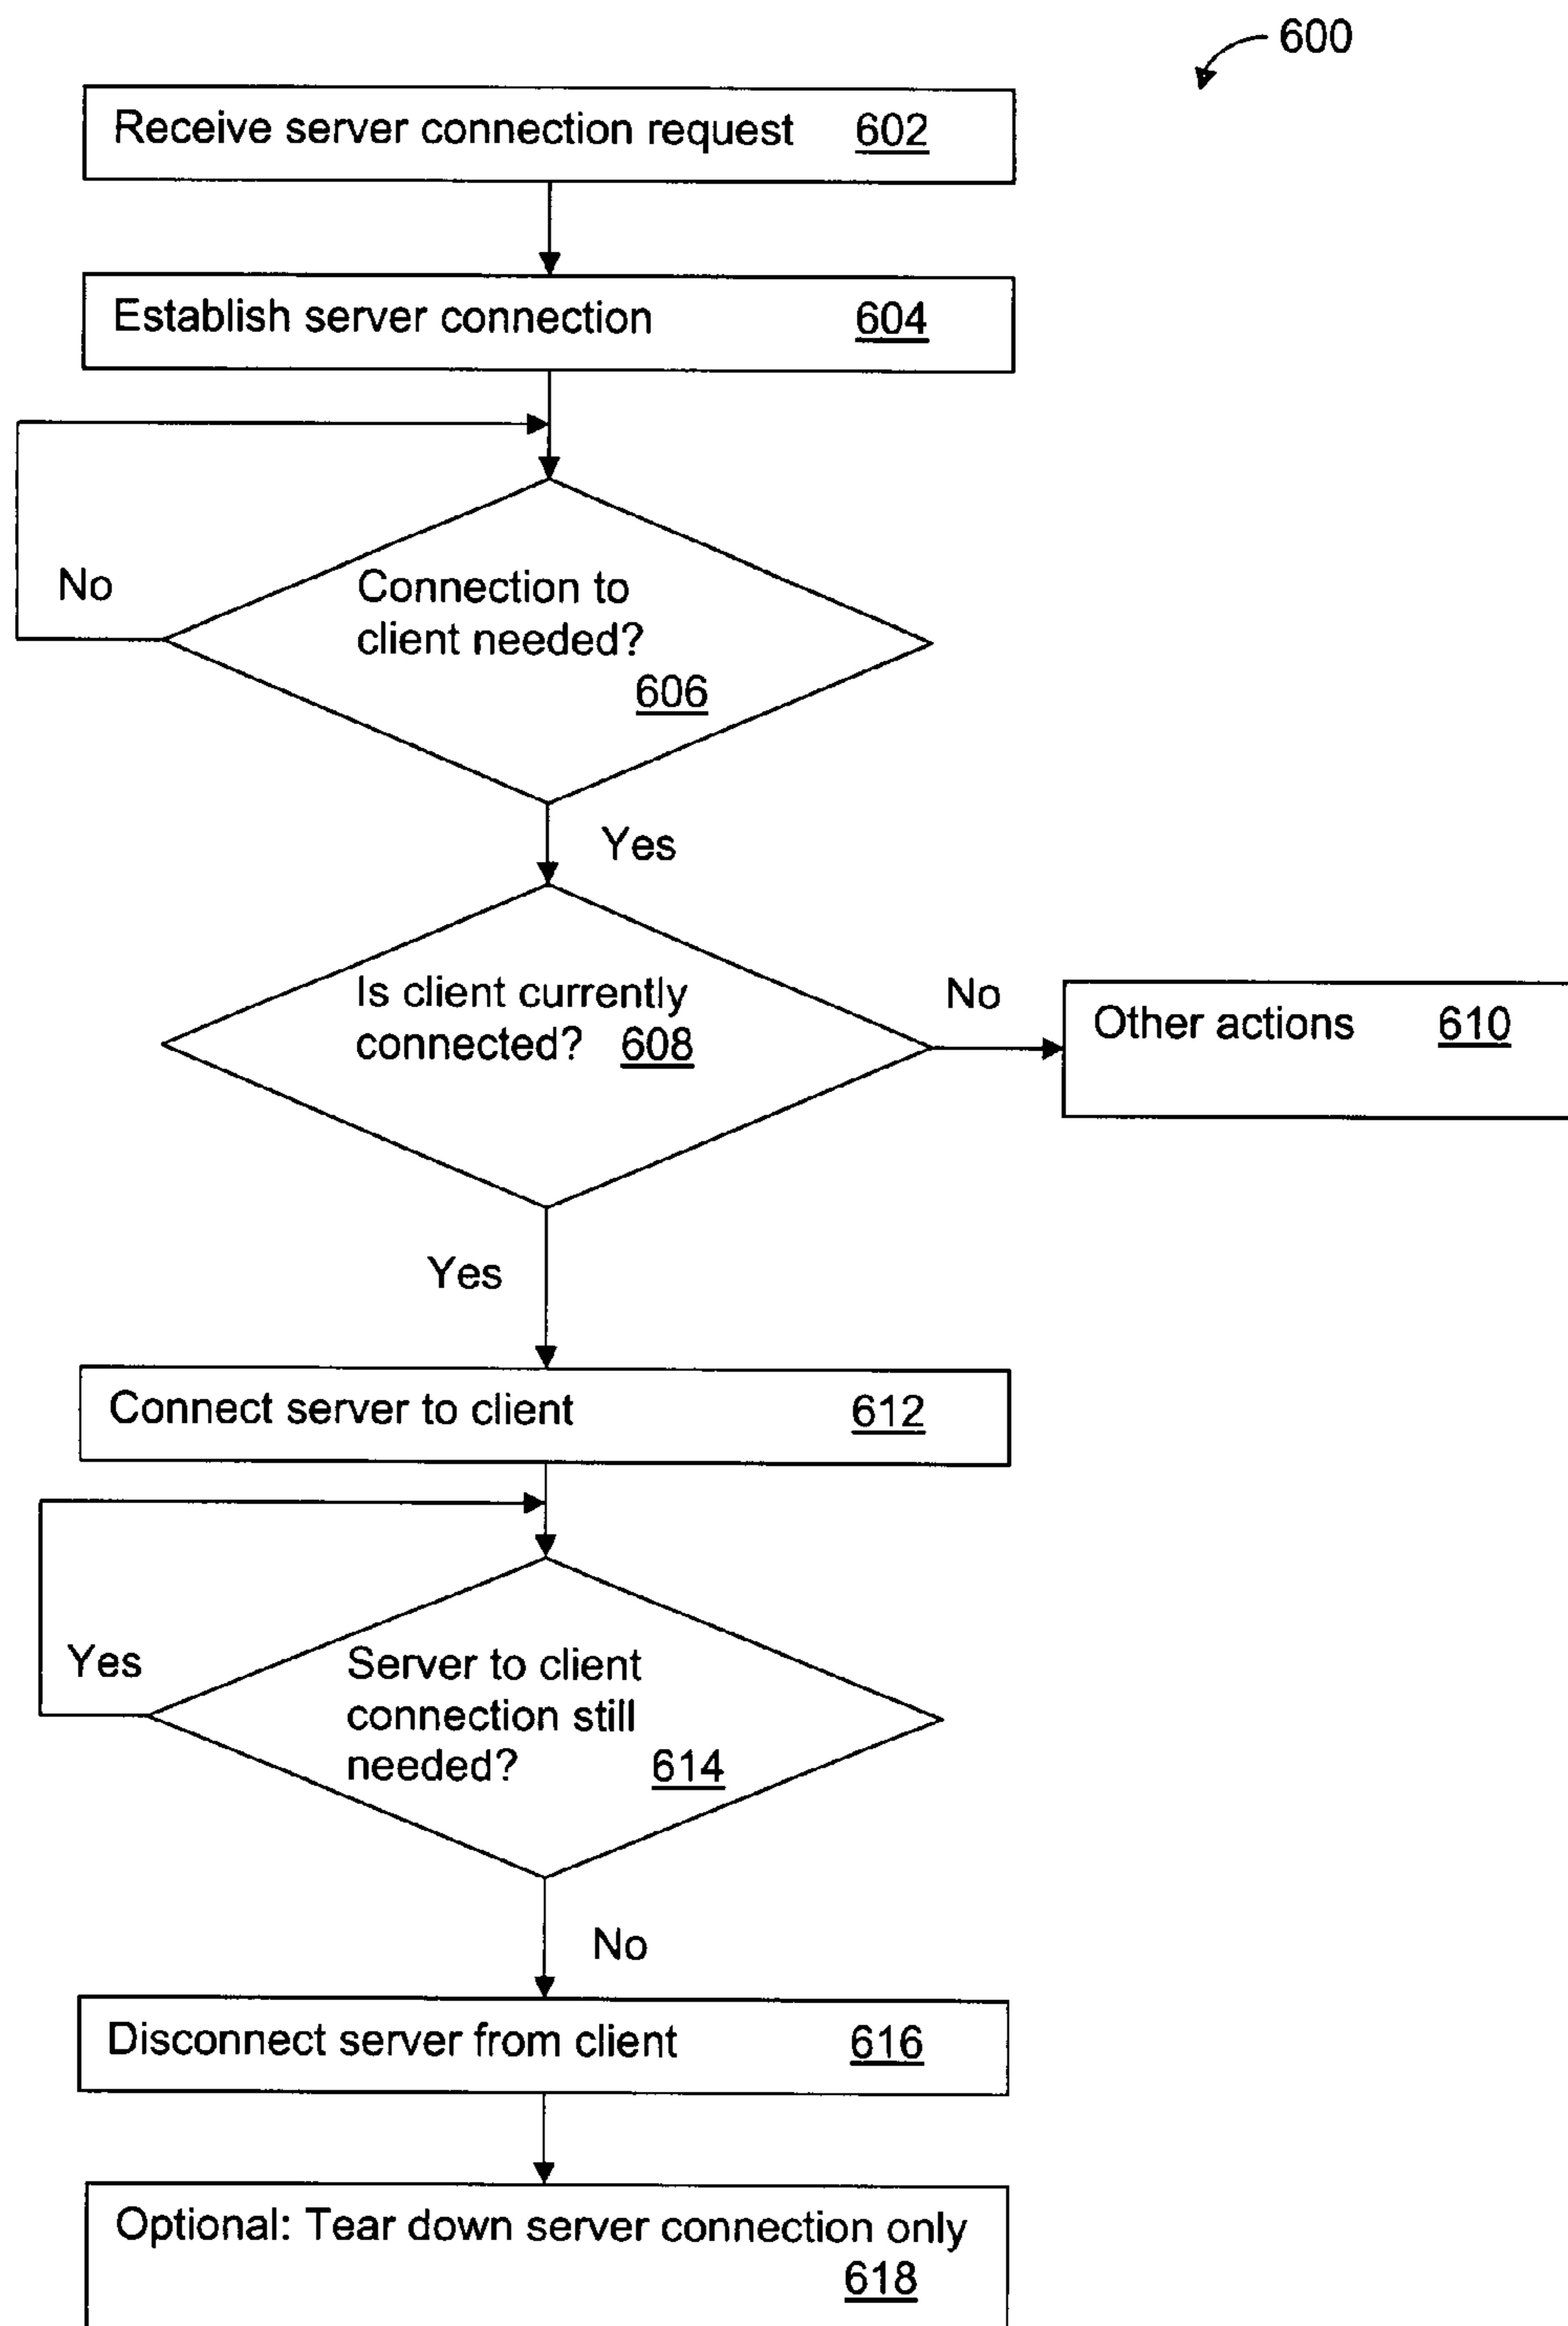 600
Receive server connection request 602
Establish server connection 604
No
Connection to
client needed?
606
Yes
Is client currently
connected? 608
No
Other actions 610
Yes
Connect server to client 612
Yes
Server to client
connection still
needed? 614
No
Disconnect server from client 616
Optional: Tear down server connection only
618